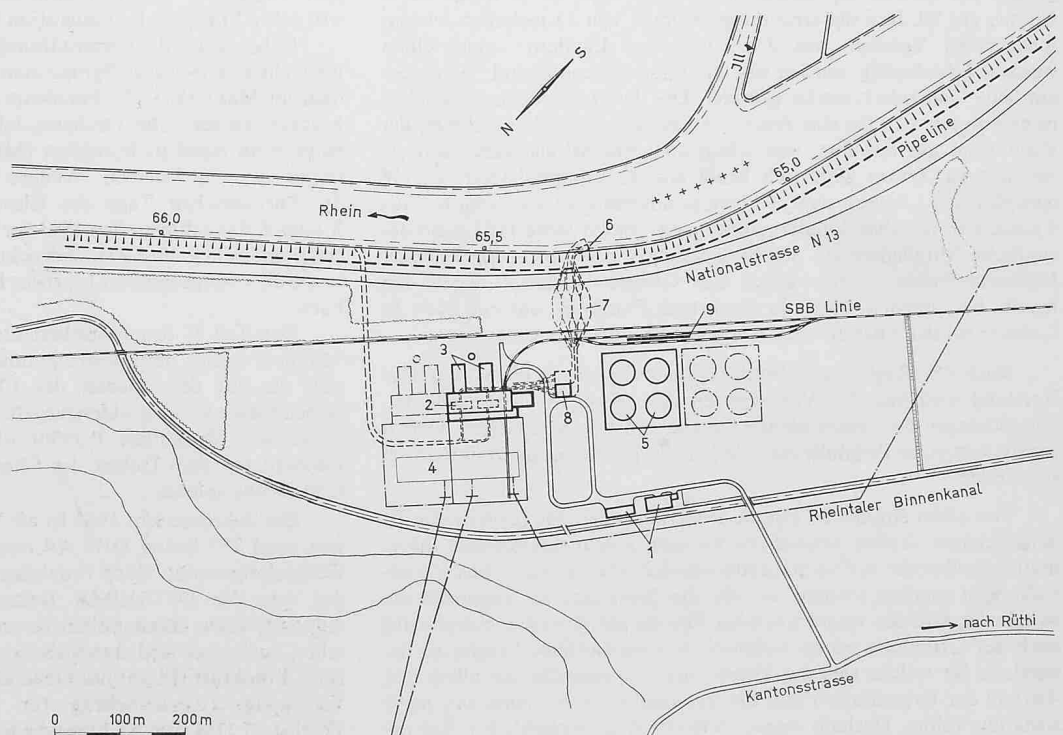 JII
S
N
Pipeline
65,0
66,0
Rhein
65,5
6
Nationalstrasse N 13
7
9
SBB Linie
3
2
8
5
4
Rheintaler Binnenkanal
1
nach Rüthi
Kantonsstrasse
0 100 m 200 m